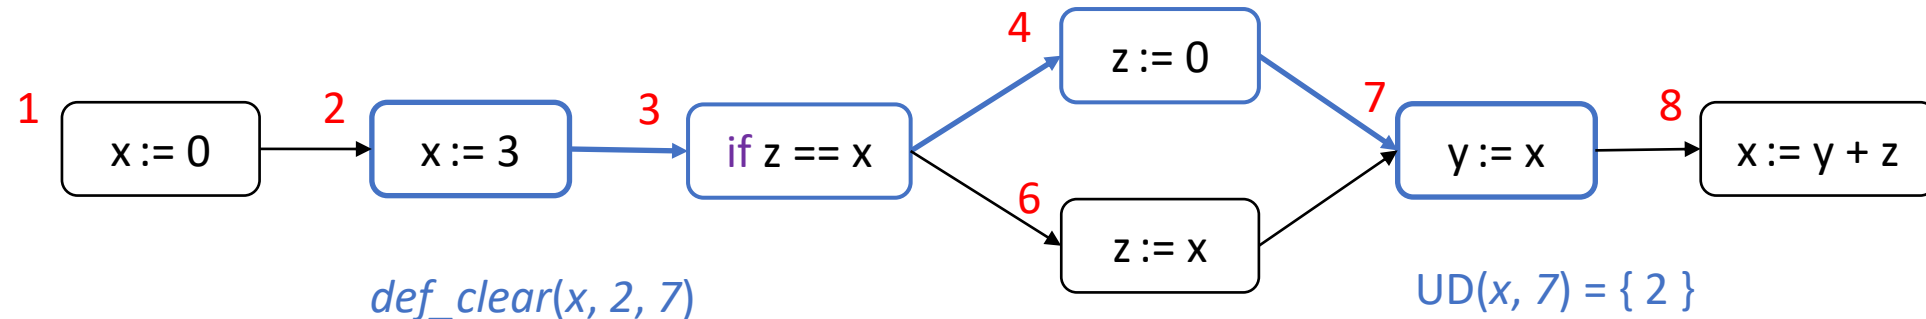 1
x := 0
2
x := 3
3
if z == x
4
z := 0
6
z := x
7
y := x
8
x := y + z
def_clear(x, 2, 7)
UD(x, 7) = { 2 }